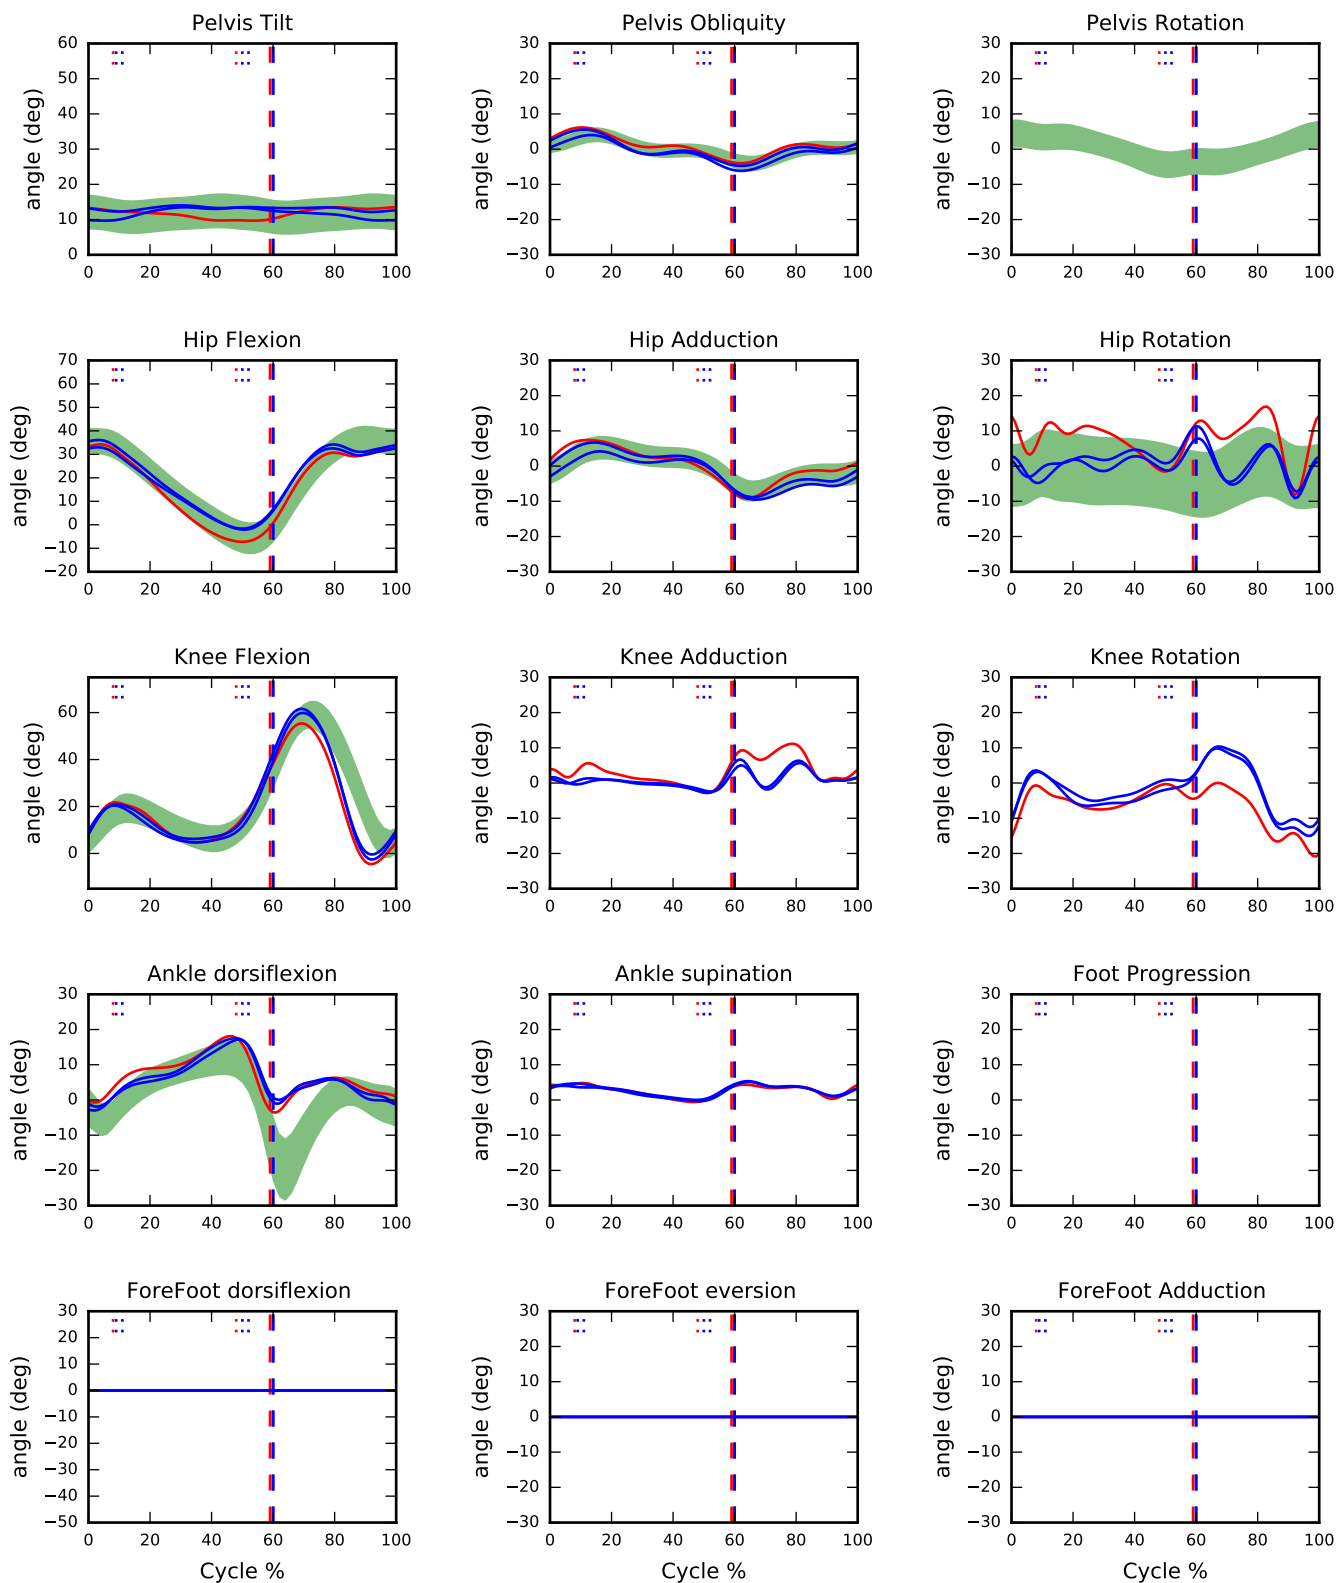 Pelvis Tilt
angle (deg)
60
50
40
30
20
10
0
0 20 40 60 80 100
Pelvis Obliquity
angle (deg)
30
20
10
0
−10
−20
−30
0 20 40 60 80 100
Pelvis Rotation
angle (deg)
30
20
10
0
−10
−20
−30
0 20 40 60 80 100
Hip Flexion
angle (deg)
70
60
50
40
30
20
10
0
−10
−20
0 20 40 60 80 100
Hip Adduction
angle (deg)
30
20
10
0
−10
−20
−30
0 20 40 60 80 100
Hip Rotation
angle (deg)
30
20
10
0
−10
−20
−30
0 20 40 60 80 100
Knee Flexion
angle (deg)
60
40
20
0
0 20 40 60 80 100
Knee Adduction
angle (deg)
30
20
10
0
−10
−20
−30
0 20 40 60 80 100
Knee Rotation
angle (deg)
30
20
10
0
−10
−20
−30
0 20 40 60 80 100
Ankle dorsiflexion
angle (deg)
30
20
10
0
−10
−20
−30
0 20 40 60 80 100
Ankle supination
angle (deg)
30
20
10
0
−10
−20
−30
0 20 40 60 80 100
Foot Progression
angle (deg)
30
20
10
0
−10
−20
−30
0 20 40 60 80 100
ForeFoot dorsiflexion
angle (deg)
30
20
10
0
−10
−20
−30
−40
−50
0 20 40 60 80 100
Cycle %
ForeFoot eversion
angle (deg)
30
20
10
0
−10
−20
−30
0 20 40 60 80 100
Cycle %
ForeFoot Adduction
angle (deg)
30
20
10
0
−10
−20
−30
0 20 40 60 80 100
Cycle %